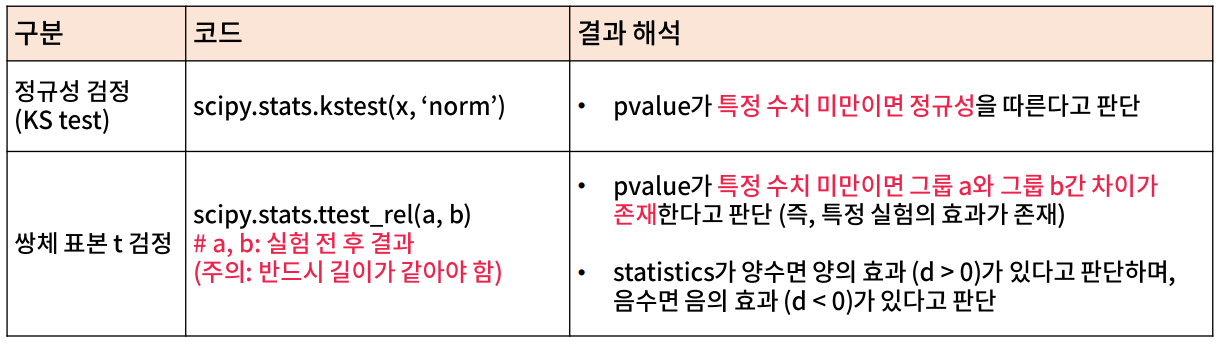 구분
코드
결과 해석
정규성 검정
(KS test)
scipy.stats.kstest(x, ‘norm’)
• pvalue가 특정 수치 미만이면 정규성을 따른다고 판단
쌍체 표본 t 검정
scipy.stats.ttest_rel(a, b)
# a, b: 실험 전 후 결과
(주의: 반드시 길이가 같아야 함)
• pvalue가 특정 수치 미만이면 그룹 a와 그룹 b간 차이가
존재한다고 판단 (즉, 특정 실험의 효과가 존재)
• statistics가 양수면 양의 효과 (d > 0)가 있다고 판단하며,
음수면 음의 효과 (d < 0)가 있다고 판단